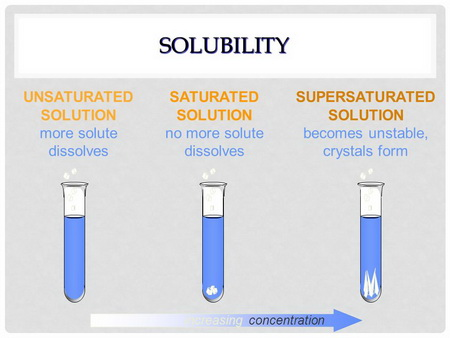 SOLUBILITY
UNSATURATED
SOLUTION
more solute
dissolves
SATURATED
SOLUTION
no more solute
dissolves
SUPERSATURATED
SOLUTION
becomes unstable,
crystals form
concentration